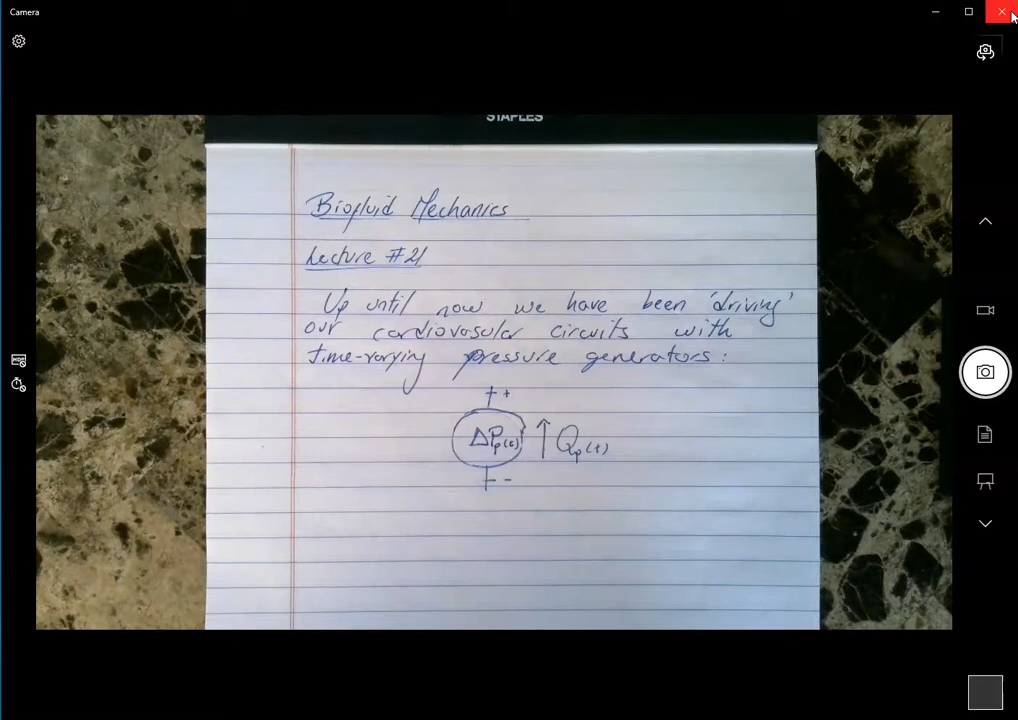 Camera
STAPLES
Biofluid Mechanics
Lecture #21
Up until now we have been 'driving'
our cardiovasular circuits with
time-varying pressure generators :
+
ΔPp(t) ↑ Qp(t)
-